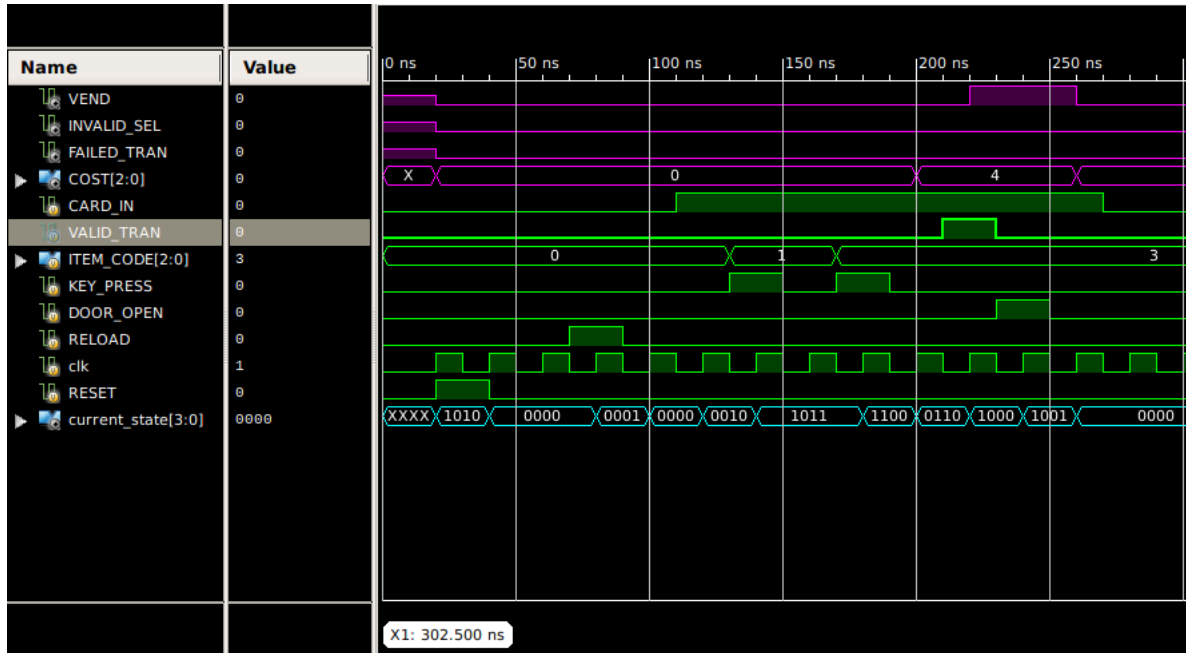 Name Value 0 ns 50 ns 100 ns 150 ns 200 ns 250 ns
VEND 0
INVALID_SEL 0
FAILED_TRAN 0
COST[2:0] 0 X 0 4
CARD_IN 0
VALID_TRAN 0
ITEM_CODE[2:0] 3 0 1 3
KEY_PRESS 0
DOOR_OPEN 0
RELOAD 0
clk 1
RESET 0
current_state[3:0] 0000 XXXX 1010 0000 0001 0000 0010 1011 1100 0110 1000 1001 0000
X1: 302.500 ns